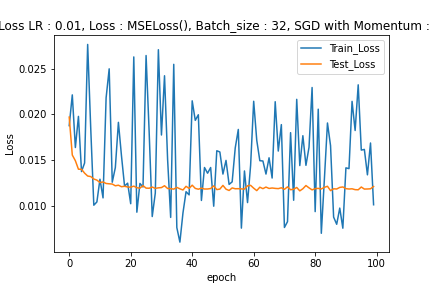 Loss LR : 0.01, Loss : MSELoss(), Batch_size : 32, SGD with Momentum :
Train_Loss
Test_Loss
0.025
0.020
0.015
0.010
Loss
0
20
40
60
80
100
epoch